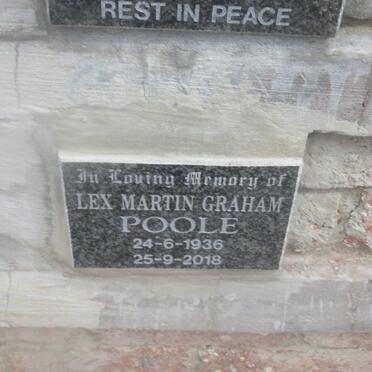 REST IN PEACE
In Loving Memory of
LEX MARTIN GRAHAM
POOLE
24-6-1936
25-9-2018